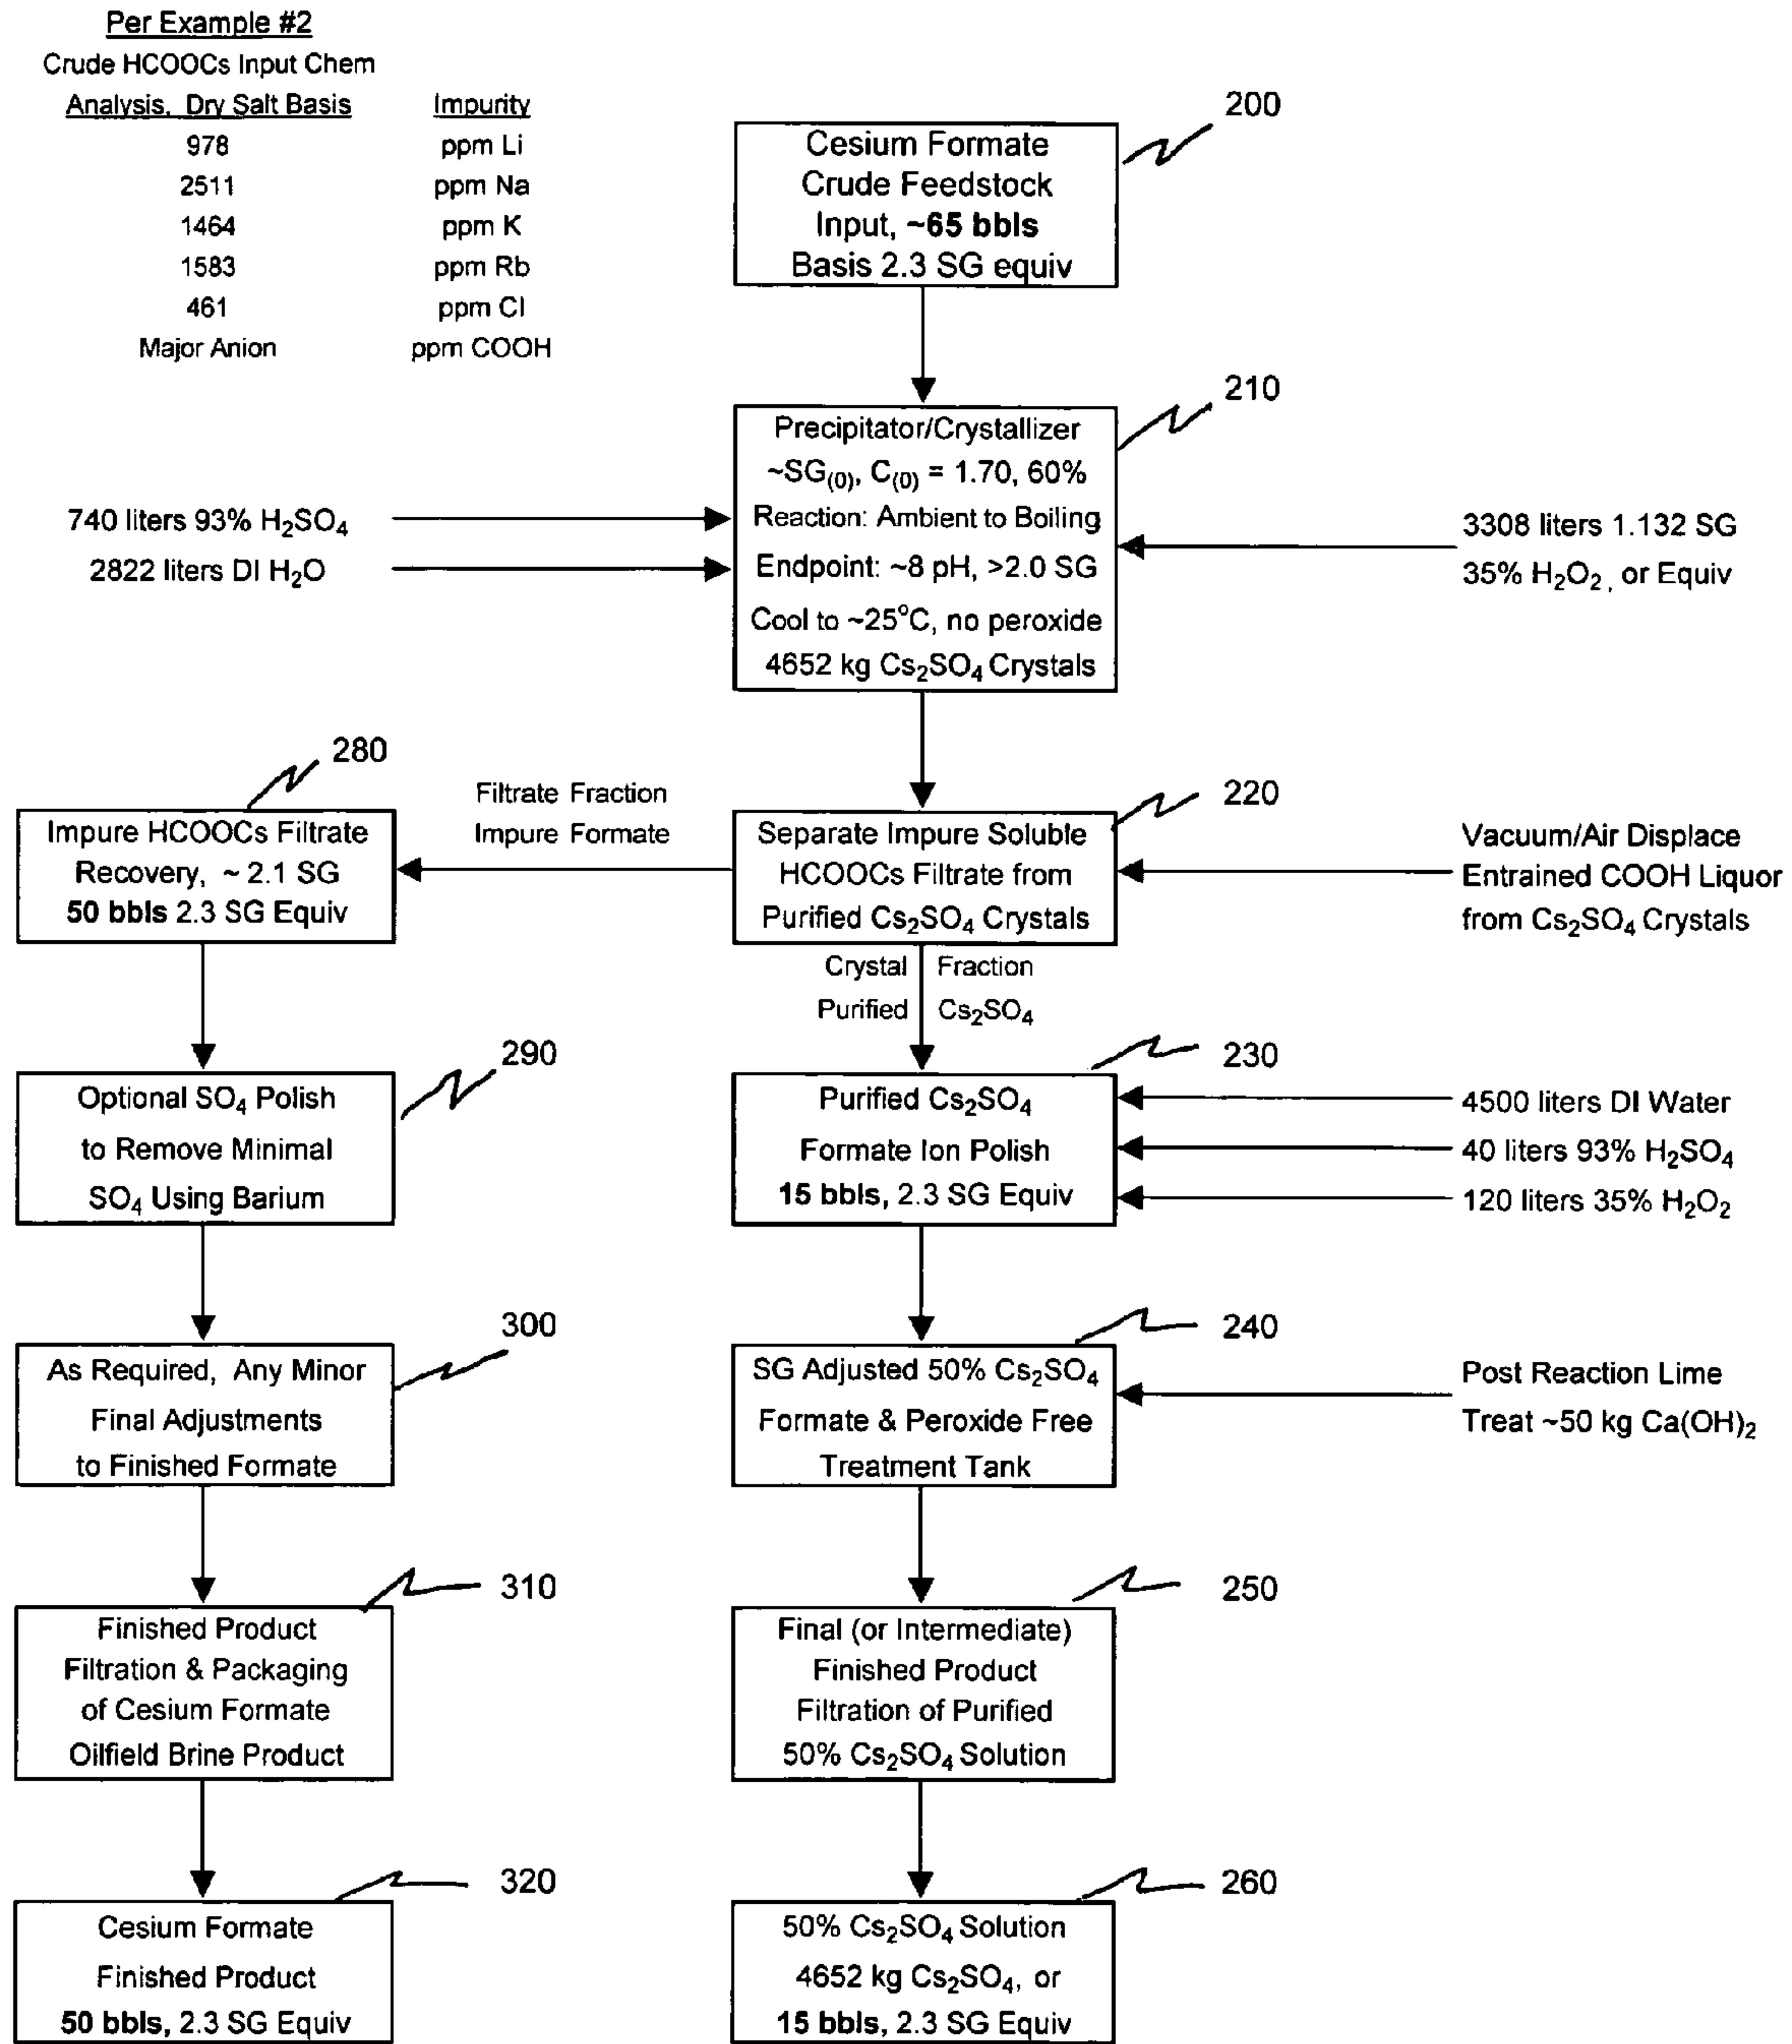 Per Example #2
Crude HCOOCs Input Chem
Analysis, Dry Salt Basis Impurity
978 ppm Li
2511 ppm Na
1464 ppm K
1583 ppm Rb
461 ppm Cl
Major Anion ppm COOH
200
Cesium Formate
Crude Feedstock
Input, ~65 bbls
Basis 2.3 SG equiv
210
Precipitator/Crystallizer
~SG(0), C(0) = 1.70, 60%
Reaction: Ambient to Boiling
Endpoint: ~8 pH, >2.0 SG
Cool to ~25°C, no peroxide
4652 kg Cs2SO4 Crystals
740 liters 93% H2SO4
2822 liters DI H2O
3308 liters 1.132 SG
35% H2O2, or Equiv
280
Impure HCOOCs Filtrate
Recovery, ~ 2.1 SG
50 bbls 2.3 SG Equiv
Filtrate Fraction
Impure Formate
220
Separate Impure Soluble
HCOOCs Filtrate from
Purified Cs2SO4 Crystals
Vacuum/Air Displace
Entrained COOH Liquor
from Cs2SO4 Crystals
Crystal Fraction
Purified Cs2SO4
290
Optional SO4 Polish
to Remove Minimal
SO4 Using Barium
230
Purified Cs2SO4
Formate Ion Polish
15 bbls, 2.3 SG Equiv
4500 liters DI Water
40 liters 93% H2SO4
120 liters 35% H2O2
300
As Required, Any Minor
Final Adjustments
to Finished Formate
240
SG Adjusted 50% Cs2SO4
Formate & Peroxide Free
Treatment Tank
Post Reaction Lime
Treat ~50 kg Ca(OH)2
310
Finished Product
Filtration & Packaging
of Cesium Formate
Oilfield Brine Product
250
Final (or Intermediate)
Finished Product
Filtration of Purified
50% Cs2SO4 Solution
320
Cesium Formate
Finished Product
50 bbls, 2.3 SG Equiv
260
50% Cs2SO4 Solution
4652 kg Cs2SO4, or
15 bbls, 2.3 SG Equiv